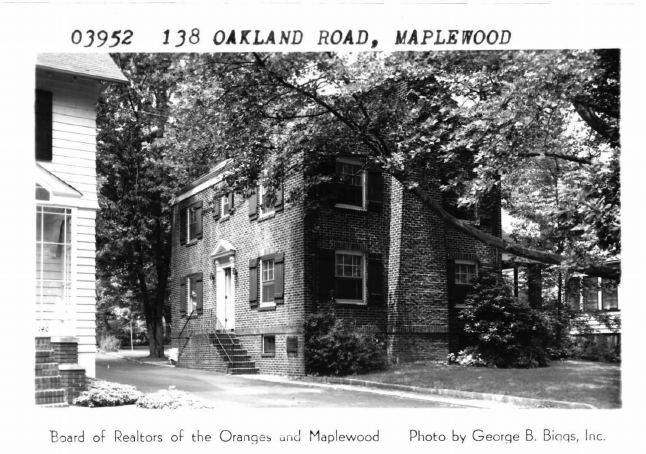 03952 138 OAKLAND ROAD, MAPLEWOOD
Board of Realtors of the Oranges and Maplewood Photo by George B. Biggs, Inc.